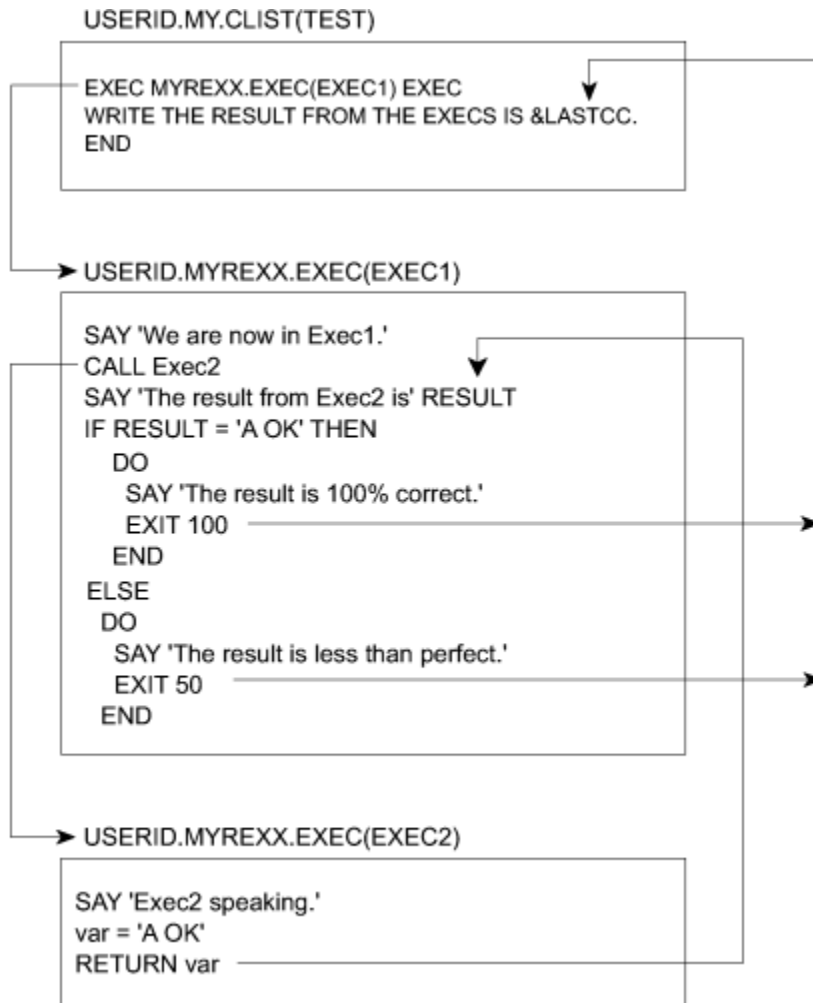 USERID.MY.CLIST(TEST)
EXEC MYREXX.EXEC(EXEC1) EXEC
WRITE THE RESULT FROM THE EXECS IS &LASTCC.
END
USERID.MYREXX.EXEC(EXEC1)
SAY 'We are now in Exec1.'
CALL Exec2
SAY 'The result from Exec2 is' RESULT
IF RESULT = 'A OK' THEN
DO
SAY 'The result is 100% correct.'
EXIT 100
END
ELSE
DO
SAY 'The result is less than perfect.'
EXIT 50
END
USERID.MYREXX.EXEC(EXEC2)
SAY 'Exec2 speaking.'
var = 'A OK'
RETURN var